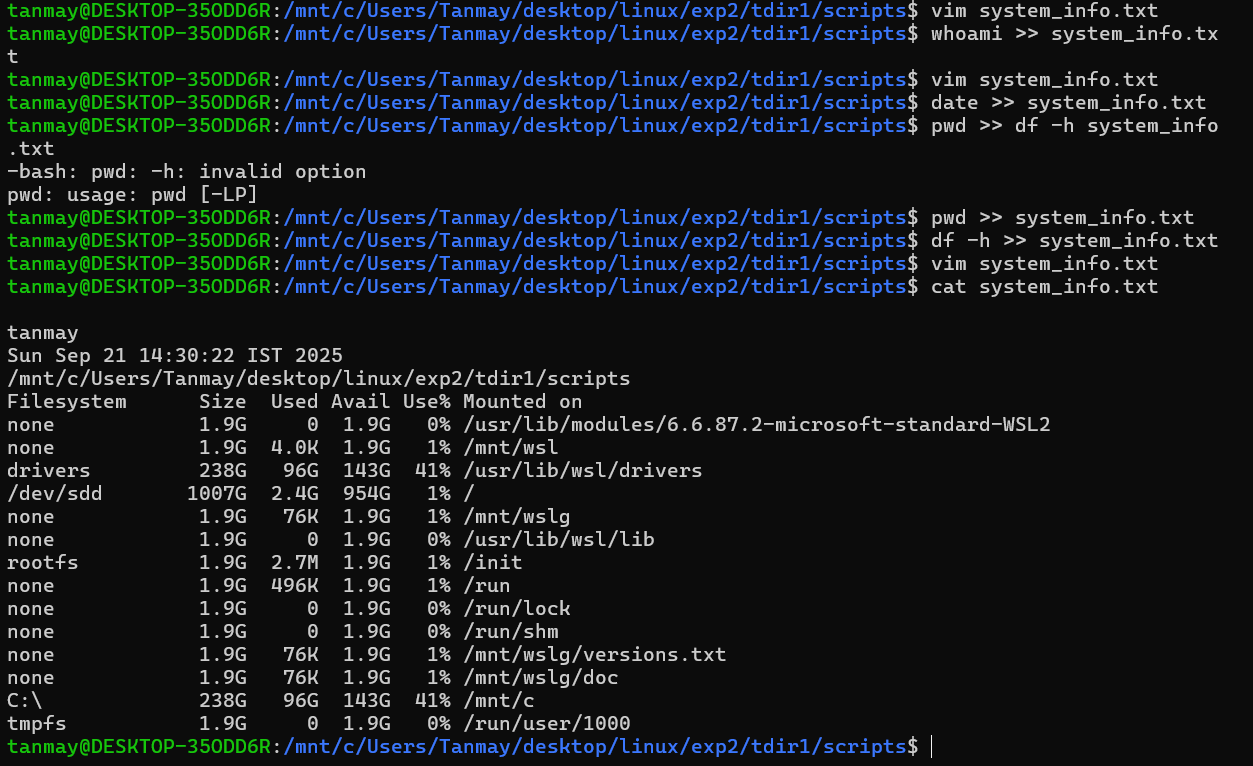 tanmay@DESKTOP-35ODD6R:/mnt/c/Users/Tanmay/desktop/linux/exp2/tdir1/scripts$ vim system_info.txt
tanmay@DESKTOP-35ODD6R:/mnt/c/Users/Tanmay/desktop/linux/exp2/tdir1/scripts$ whoami >> system_info.tx
t
tanmay@DESKTOP-35ODD6R:/mnt/c/Users/Tanmay/desktop/linux/exp2/tdir1/scripts$ vim system_info.txt
tanmay@DESKTOP-35ODD6R:/mnt/c/Users/Tanmay/desktop/linux/exp2/tdir1/scripts$ date >> system_info.txt
tanmay@DESKTOP-35ODD6R:/mnt/c/Users/Tanmay/desktop/linux/exp2/tdir1/scripts$ pwd >> df -h system_info
.txt
-bash: pwd: -h: invalid option
pwd: usage: pwd [-LP]
tanmay@DESKTOP-35ODD6R:/mnt/c/Users/Tanmay/desktop/linux/exp2/tdir1/scripts$ pwd >> system_info.txt
tanmay@DESKTOP-35ODD6R:/mnt/c/Users/Tanmay/desktop/linux/exp2/tdir1/scripts$ df -h >> system_info.txt
tanmay@DESKTOP-35ODD6R:/mnt/c/Users/Tanmay/desktop/linux/exp2/tdir1/scripts$ vim system_info.txt
tanmay@DESKTOP-35ODD6R:/mnt/c/Users/Tanmay/desktop/linux/exp2/tdir1/scripts$ cat system_info.txt

tanmay
Sun Sep 21 14:30:22 IST 2025
/mnt/c/Users/Tanmay/desktop/linux/exp2/tdir1/scripts
Filesystem      Size  Used Avail Use% Mounted on
none            1.9G     0  1.9G   0% /usr/lib/modules/6.6.87.2-microsoft-standard-WSL2
none            1.9G  4.0K  1.9G   1% /mnt/wsl
drivers         238G   96G  143G  41% /usr/lib/wsl/drivers
/dev/sdd       1007G  2.4G  954G   1% /
none            1.9G   76K  1.9G   1% /mnt/wslg
none            1.9G     0  1.9G   0% /usr/lib/wsl/lib
rootfs          1.9G  2.7M  1.9G   1% /init
none            1.9G  496K  1.9G   1% /run
none            1.9G     0  1.9G   0% /run/lock
none            1.9G     0  1.9G   0% /run/shm
none            1.9G   76K  1.9G   1% /mnt/wslg/versions.txt
none            1.9G   76K  1.9G   1% /mnt/wslg/doc
C:\             238G   96G  143G  41% /mnt/c
tmpfs           1.9G     0  1.9G   0% /run/user/1000
tanmay@DESKTOP-35ODD6R:/mnt/c/Users/Tanmay/desktop/linux/exp2/tdir1/scripts$